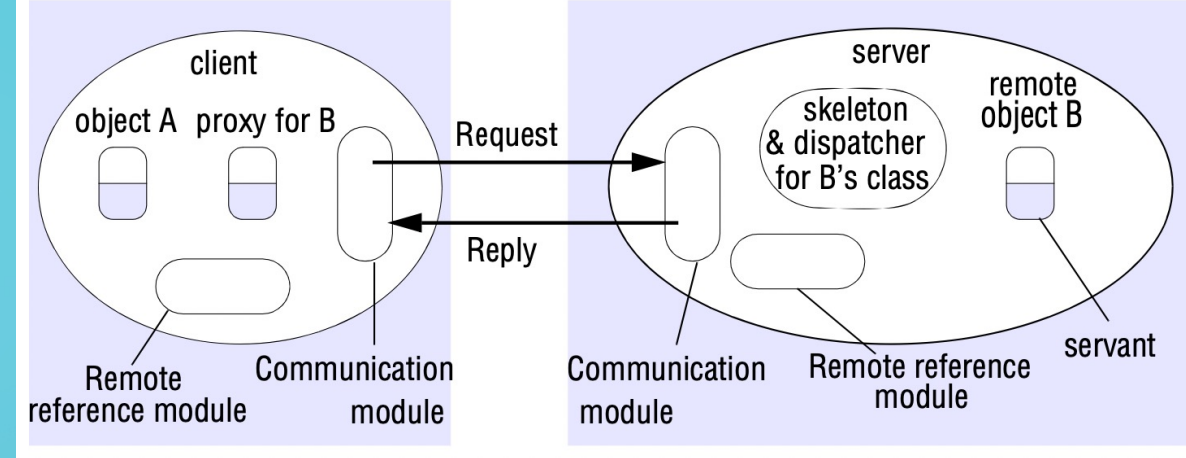 client
object A
proxy for B
Remote
reference module
Communication
module
Request
Reply
server
skeleton
& dispatcher
for B's class
remote
object B
Communication
module
Remote reference
module
servant